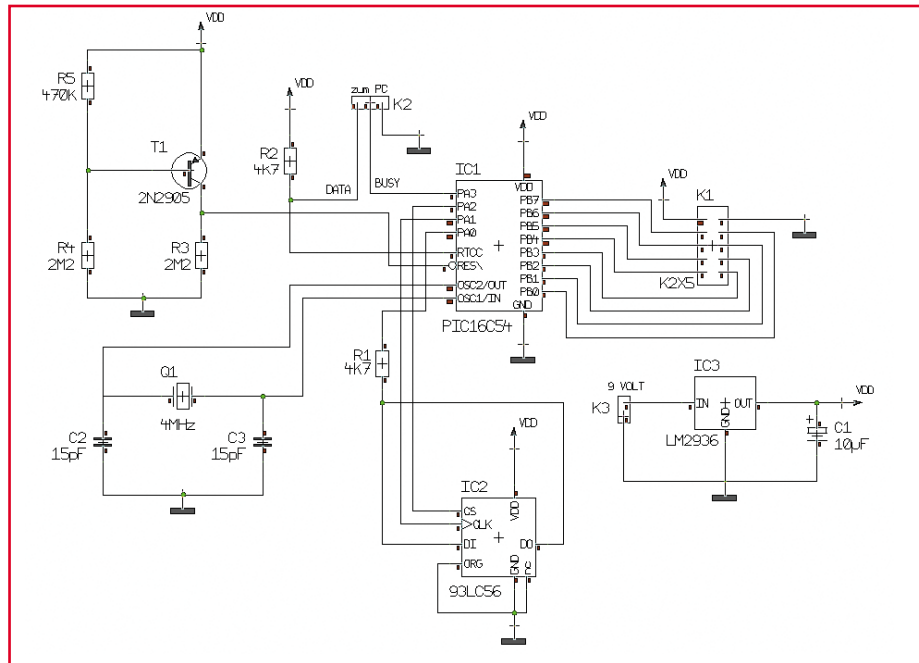 VDD
R5
470K
T1
2N2905
R4
2M2
R3
2M2
VDD
R2
4K7
zum PC
K2
DATA
BUSY
VDD
IC1
VDD
PA3
PA2
PA1
PA0
RTCC
RES\
OSC2/OUT
OSC1/IN
PB7
PB6
PB5
PB4
PB3
PB2
PB1
PB0
GND
PIC16C54
VDD
K1
K2X5
Q1
4MHz
C2
15pF
C3
15pF
R1
4K7
VDD
IC2
CS
CLK
DI
ORG
VDD
DO
GND
nc
93LC56
IC3
9 VOLT
K3
IN
OUT
GND
LM2936
VDD
C1
10µF
+